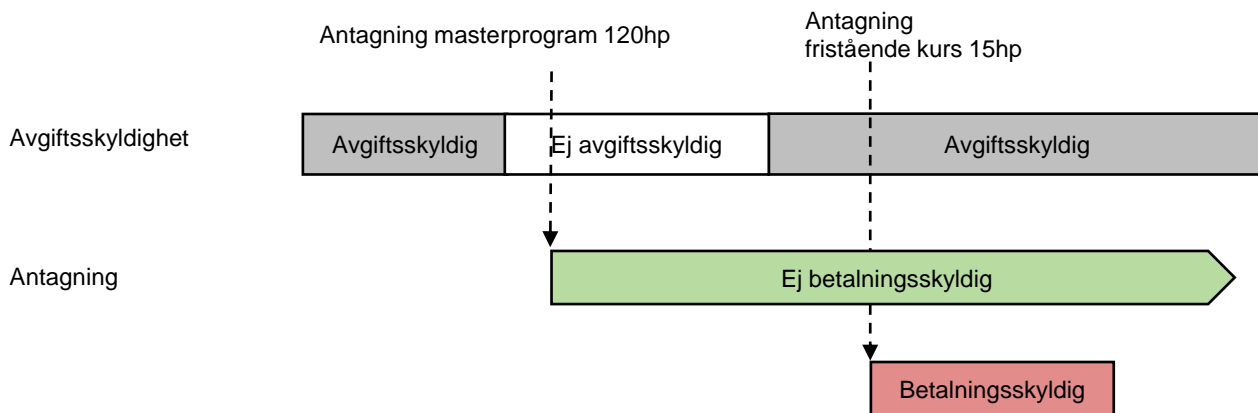 Antagning masterprogram 120hp
Antagning
fristående kurs 15hp
Avgiftsskyldighet
Avgiftsskyldig
Ej avgiftsskyldig
Avgiftsskyldig
Antagning
Ej betalningsskyldig
Betalningsskyldig